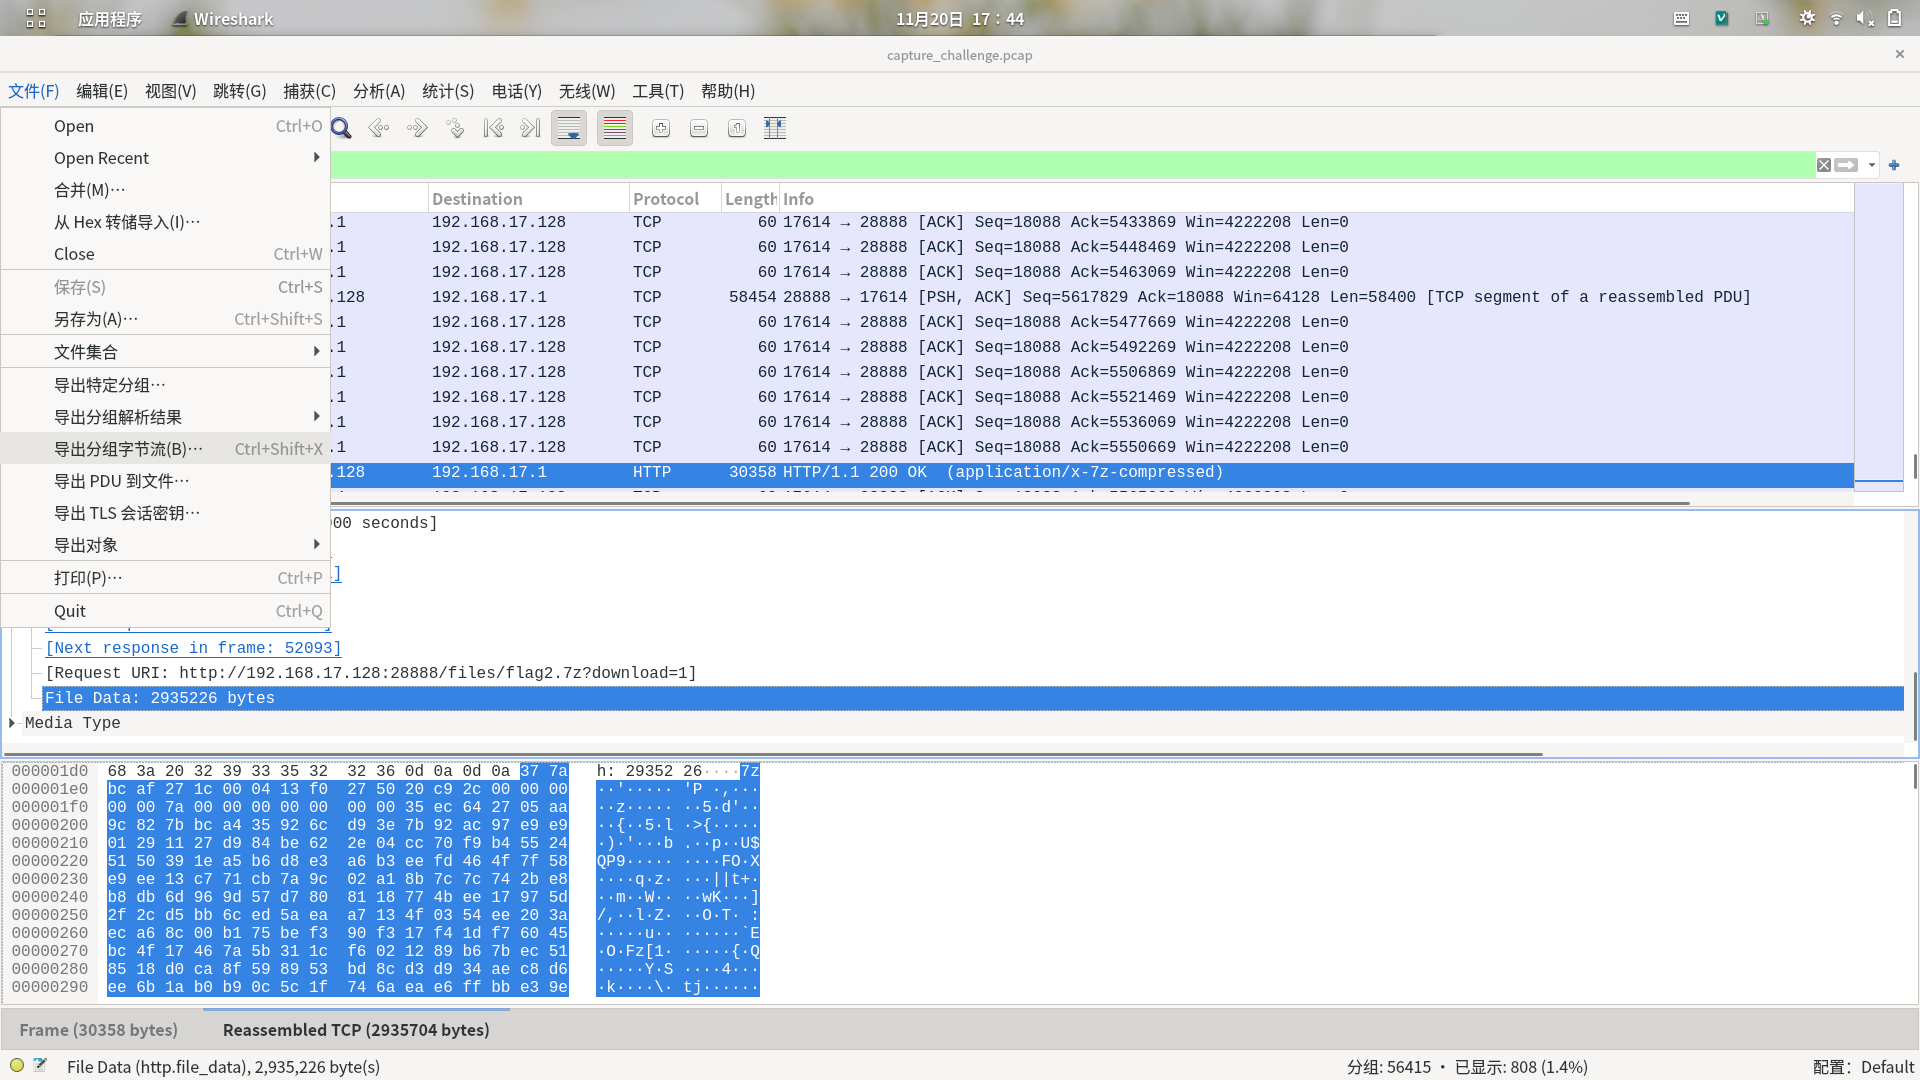 应用程序 Wireshark 11月20日 17：44
capture_challenge.pcap
文件(F) 编辑(E) 视图(V) 跳转(G) 捕获(C) 分析(A) 统计(S) 电话(Y) 无线(W) 工具(T) 帮助(H)
Open Ctrl+O
Open Recent
合并(M)…
从 Hex 转储导入(I)…
Close Ctrl+W
保存(S) Ctrl+S
另存为(A)… Ctrl+Shift+S
文件集合
导出特定分组…
导出分组解析结果
导出分组字节流(B)… Ctrl+Shift+X
导出 PDU 到文件…
导出 TLS 会话密钥…
导出对象
打印(P)… Ctrl+P
Quit Ctrl+Q
Destination Protocol Length Info
.1 192.168.17.128 TCP 60 17614 → 28888 [ACK] Seq=18088 Ack=5433869 Win=4222208 Len=0
.1 192.168.17.128 TCP 60 17614 → 28888 [ACK] Seq=18088 Ack=5448469 Win=4222208 Len=0
.1 192.168.17.128 TCP 60 17614 → 28888 [ACK] Seq=18088 Ack=5463069 Win=4222208 Len=0
.128 192.168.17.1 TCP 58454 28888 → 17614 [PSH, ACK] Seq=5617829 Ack=18088 Win=64128 Len=58400 [TCP segment of a reassembled PDU]
.1 192.168.17.128 TCP 60 17614 → 28888 [ACK] Seq=18088 Ack=5477669 Win=4222208 Len=0
.1 192.168.17.128 TCP 60 17614 → 28888 [ACK] Seq=18088 Ack=5492269 Win=4222208 Len=0
.1 192.168.17.128 TCP 60 17614 → 28888 [ACK] Seq=18088 Ack=5506869 Win=4222208 Len=0
.1 192.168.17.128 TCP 60 17614 → 28888 [ACK] Seq=18088 Ack=5521469 Win=4222208 Len=0
.1 192.168.17.128 TCP 60 17614 → 28888 [ACK] Seq=18088 Ack=5536069 Win=4222208 Len=0
.1 192.168.17.128 TCP 60 17614 → 28888 [ACK] Seq=18088 Ack=5550669 Win=4222208 Len=0
.128 192.168.17.1 HTTP 30358 HTTP/1.1 200 OK (application/x-7z-compressed)
00 seconds]
]
[Next response in frame: 52093]
[Request URI: http://192.168.17.128:28888/files/flag2.7z?download=1]
File Data: 2935226 bytes
Media Type
000001d0 68 3a 20 32 39 33 35 32 32 36 0d 0a 0d 0a 37 7a h: 29352 26····7z
000001e0 bc af 27 1c 00 04 13 f0 27 50 20 c9 2c 00 00 00 ··'····· 'P ·,···
000001f0 00 00 7a 00 00 00 00 00 00 00 35 ec 64 27 05 aa ··z····· ··5·d'··
00000200 9c 82 7b bc a4 35 92 6c d9 3e 7b 92 ac 97 e9 e9 ··{··5·l ·>{·····
00000210 01 29 11 27 d9 84 be 62 2e 04 cc 70 f9 b4 55 24 ·)·'···b .··p··U$
00000220 51 50 39 1e a5 b6 d8 e3 a6 b3 ee fd 46 4f 7f 58 QP9····· ····FO·X
00000230 e9 ee 13 c7 71 cb 7a 9c 02 a1 8b 7c 7c 74 2b e8 ····q·z· ···||t+·
00000240 b8 db 6d 96 9d 57 d7 80 81 18 77 4b ee 17 97 5d ··m··W·· ··wK···]
00000250 2f 2c d5 bb 6c ed 5a ea a7 13 4f 03 54 ee 20 3a /,··l·Z· ··O·T· :
00000260 ec a6 8c 00 b1 75 be f3 90 f3 17 f4 1d f7 60 45 ·····u·· ······`E
00000270 bc 4f 17 46 7a 5b 31 1c f6 02 12 89 b6 7b ec 51 ·O·Fz[1· ·····{·Q
00000280 85 18 d0 ca 8f 59 89 53 bd 8c d3 d9 34 ae c8 d6 ·····Y·S ····4···
00000290 ee 6b 1a b0 b9 0c 5c 1f 74 6a ea e6 ff bb e3 9e ·k····\· tj······
Frame (30358 bytes) Reassembled TCP (2935704 bytes)
File Data (http.file_data), 2,935,226 byte(s) 分组: 56415 · 已显示: 808 (1.4%) 配置: Default